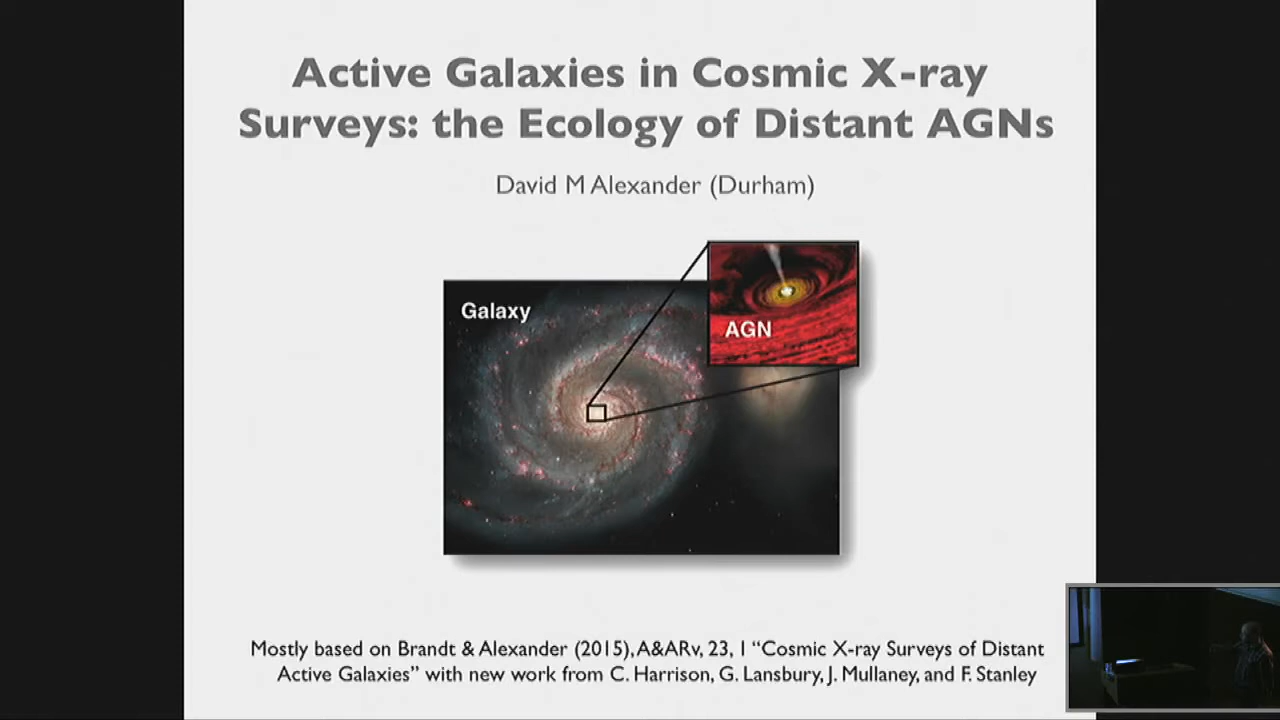 Active Galaxies in Cosmic X-ray
Surveys: the Ecology of Distant AGNs
David M Alexander (Durham)
Galaxy
AGN
Mostly based on Brandt & Alexander (2015), A&ARv, 23, 1 “Cosmic X-ray Surveys of Distant
Active Galaxies” with new work from C. Harrison, G. Lansbury, J. Mullaney, and F. Stanley